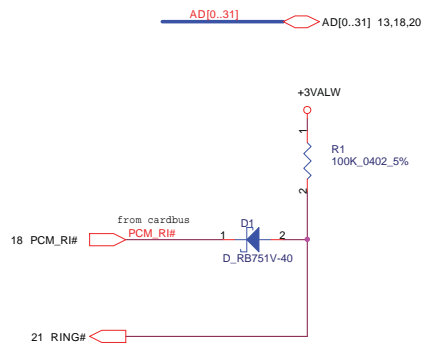 AD[0..31]
AD[0..31] 13,18,20
+3VALW
1
R1
100K_0402_5%
2
from cardbus
D1
18 PCM_RI#
PCM_RI#
1
2
D_RB751V-40
21 RING#